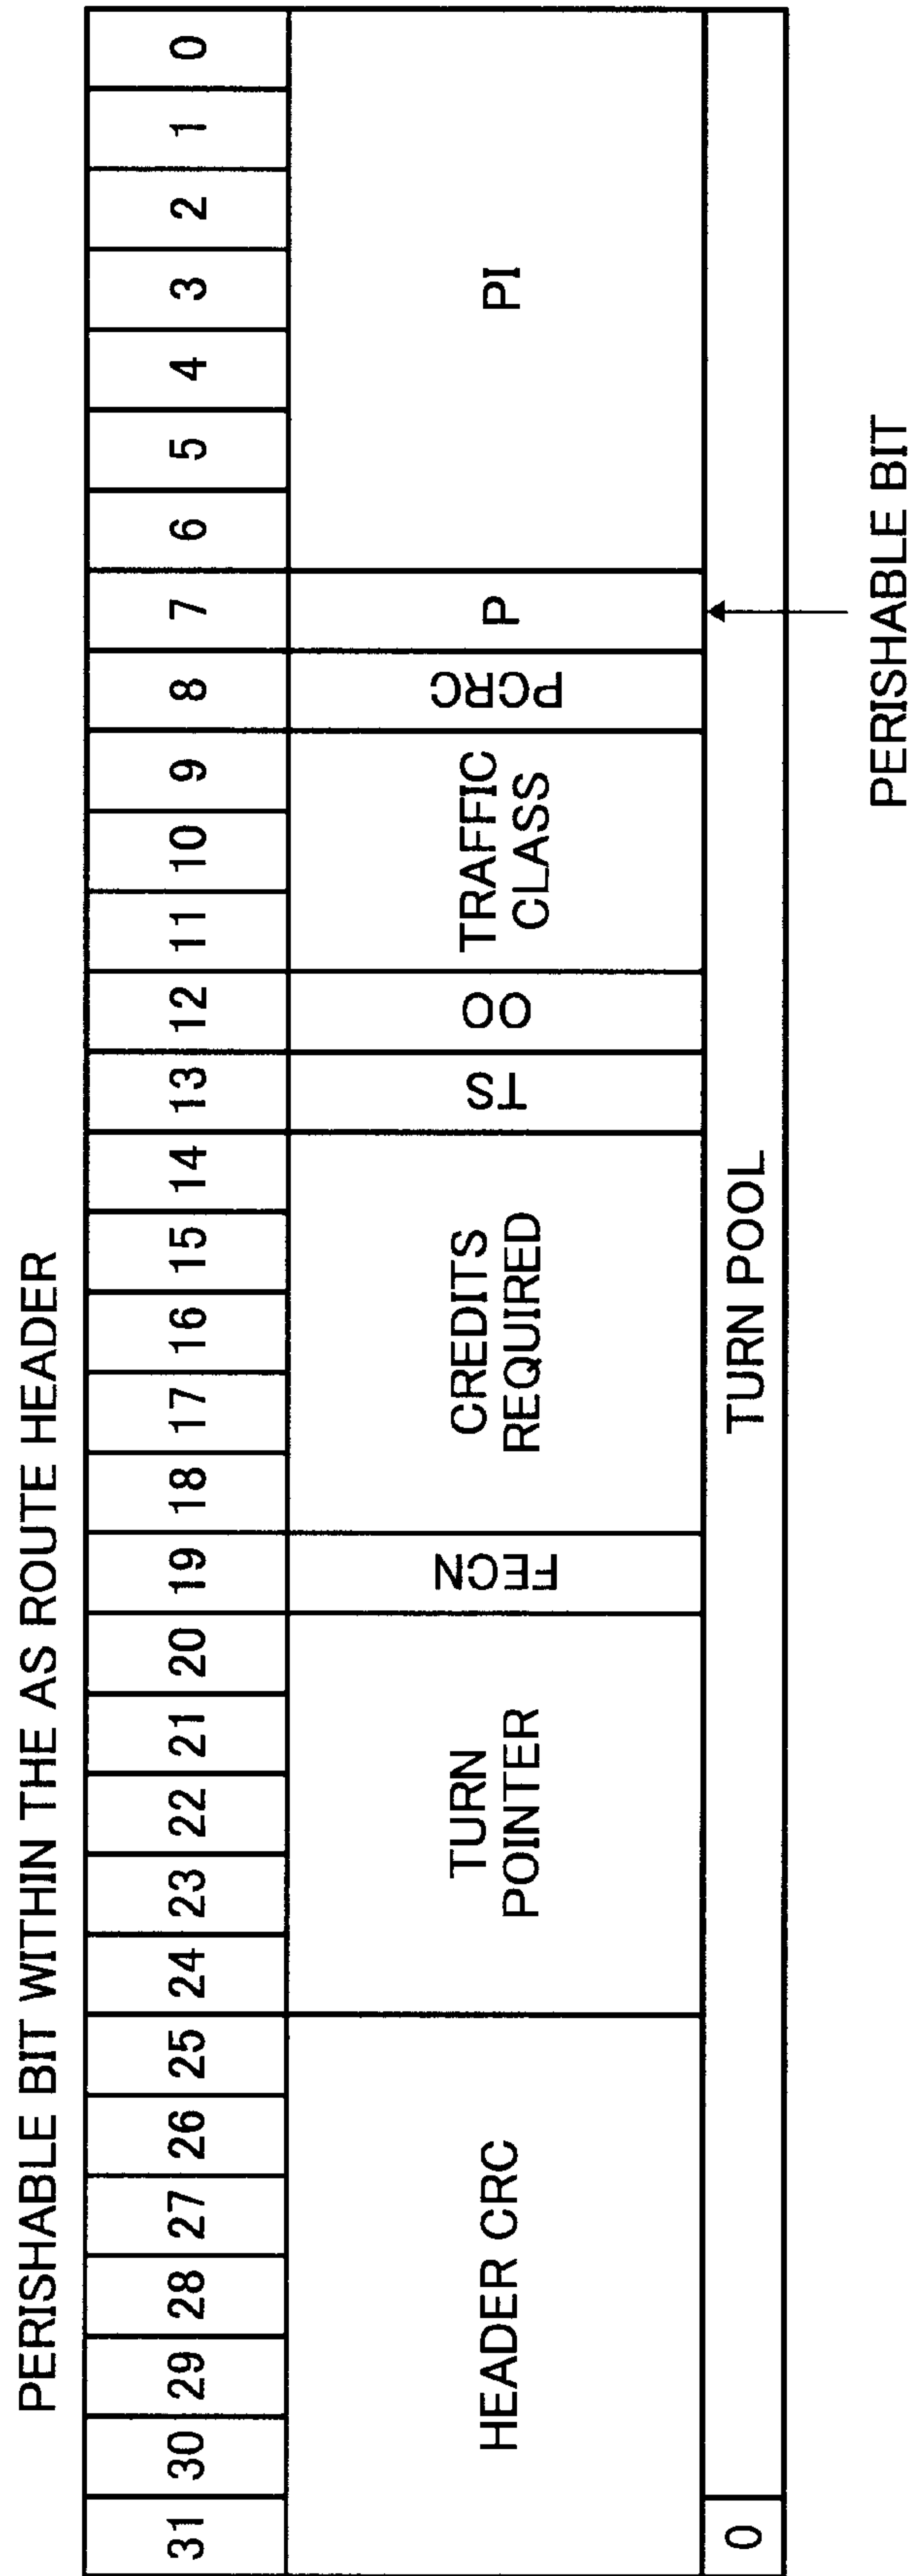 PERISHABLE BIT WITHIN THE AS ROUTE HEADER
31 30 29 28 27 26 25 24 23 22 21 20 19 18 17 16 15 14 13 12 11 10 9 8 7 6 5 4 3 2 1 0
HEADER CRC
TURN
POINTER
FECN
CREDITS
REQUIRED
TS
OO
TRAFFIC
CLASS
PCRC
P
PI
0
TURN POOL
PERISHABLE BIT